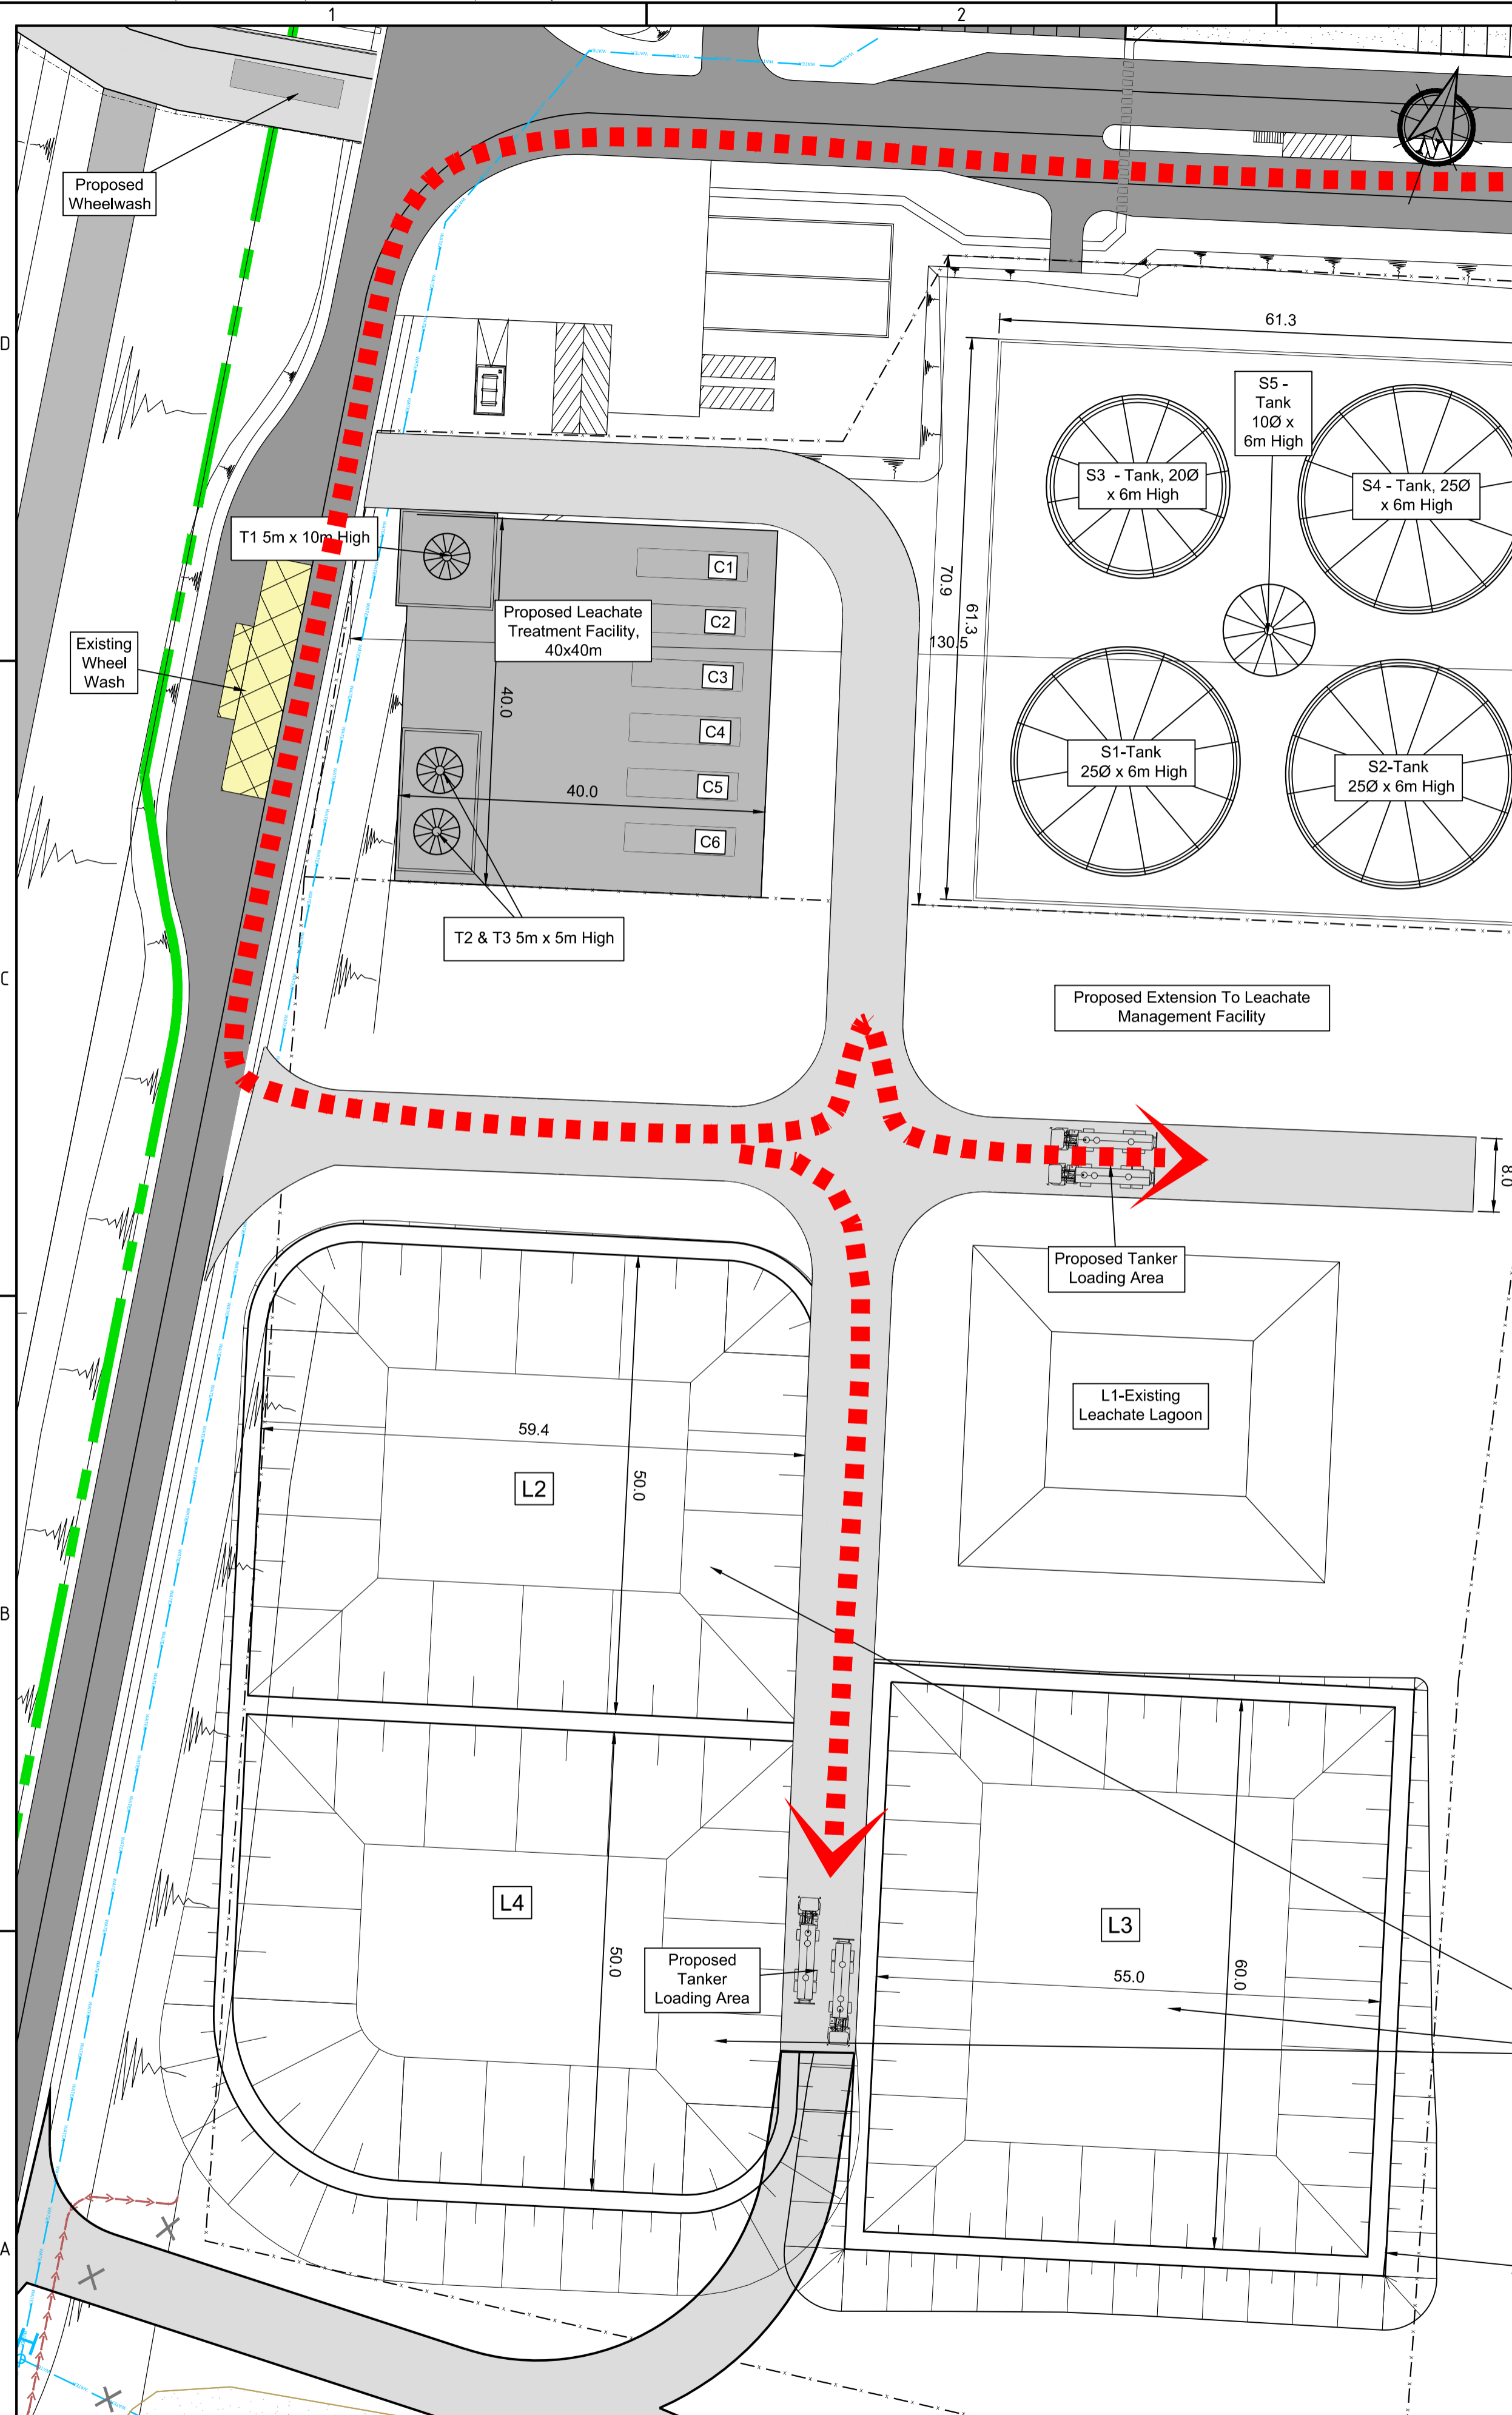 1
2
Proposed
Wheelwash
D
61.3
S5 -
Tank
10Ø x
6m High
S3 - Tank, 20Ø
x 6m High
S4 - Tank, 25Ø
x 6m High
T1 5m x 10m High
C1
Proposed Leachate
Treatment Facility,
40x40m
C2
70.9
61.3
130.5
Existing
Wheel
Wash
C3
40.0
C4
S1-Tank
25Ø x 6m High
S2-Tank
25Ø x 6m High
40.0
C5
C6
T2 & T3 5m x 5m High
C
Proposed Extension To Leachate
Management Facility
8.0
Proposed Tanker
Loading Area
L1-Existing
Leachate Lagoon
59.4
L2
50.0
B
L4
L3
50.0
Proposed
Tanker
Loading Area
55.0
60.0
A